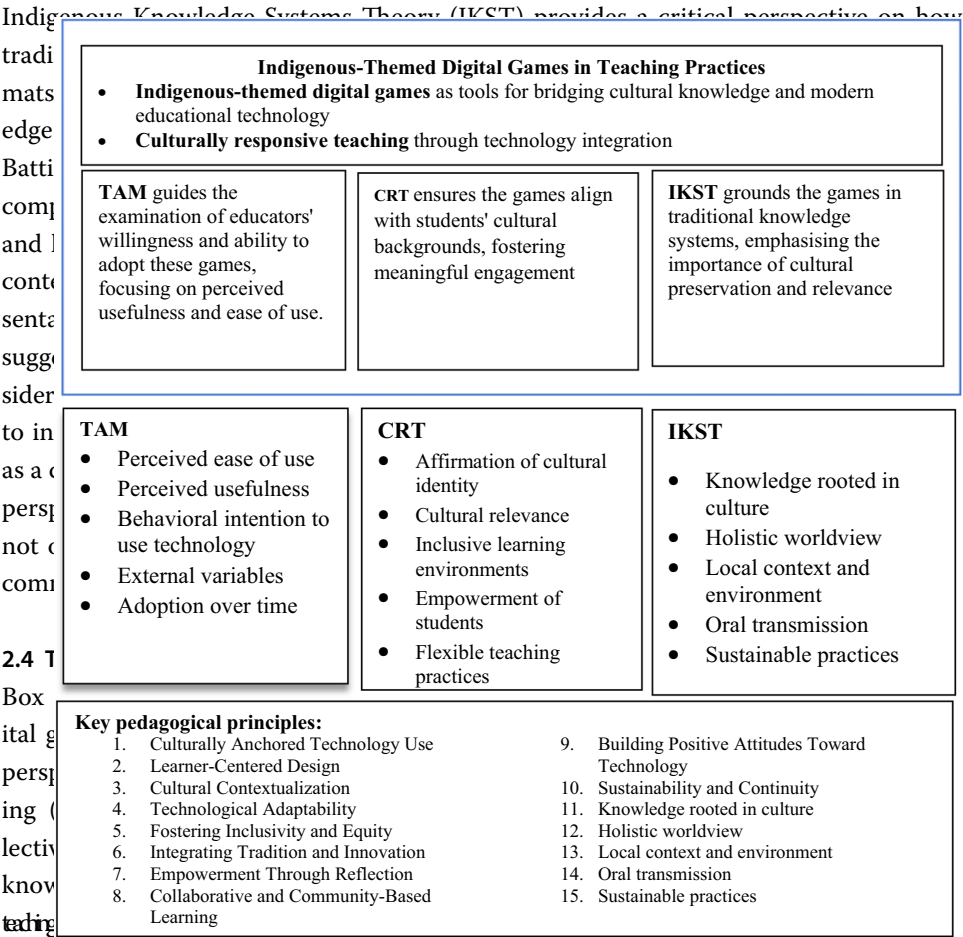 Indigenous Knowledge Systems Theory (IKST) provides a critical perspective on how
tradi
mats
edge
Batti
comp
and
conte
senta
sugge
sider
to in
as a c
persp
not c
comm
2.4 T
Box
ital g
persp
ing (
lectiv
know
Indigenous-Themed Digital Games in Teaching Practices
• Indigenous-themed digital games as tools for bridging cultural knowledge and modern
educational technology
• Culturally responsive teaching through technology integration
TAM guides the
examination of educators'
willingness and ability to
adopt these games,
focusing on perceived
usefulness and ease of use.
CRT ensures the games align
with students' cultural
backgrounds, fostering
meaningful engagement
IKST grounds the games in
traditional knowledge
systems, emphasising the
importance of cultural
preservation and relevance
TAM
• Perceived ease of use
• Perceived usefulness
• Behavioral intention to
use technology
• External variables
• Adoption over time
CRT
• Affirmation of cultural
identity
• Cultural relevance
• Inclusive learning
environments
• Empowerment of
students
• Flexible teaching
practices
IKST
• Knowledge rooted in
culture
• Holistic worldview
• Local context and
environment
• Oral transmission
• Sustainable practices
Key pedagogical principles:
1. Culturally Anchored Technology Use
2. Learner-Centered Design
3. Cultural Contextualization
4. Technological Adaptability
5. Fostering Inclusivity and Equity
6. Integrating Tradition and Innovation
7. Empowerment Through Reflection
8. Collaborative and Community-Based
Learning
9. Building Positive Attitudes Toward
Technology
10. Sustainability and Continuity
11. Knowledge rooted in culture
12. Holistic worldview
13. Local context and environment
14. Oral transmission
15. Sustainable practices